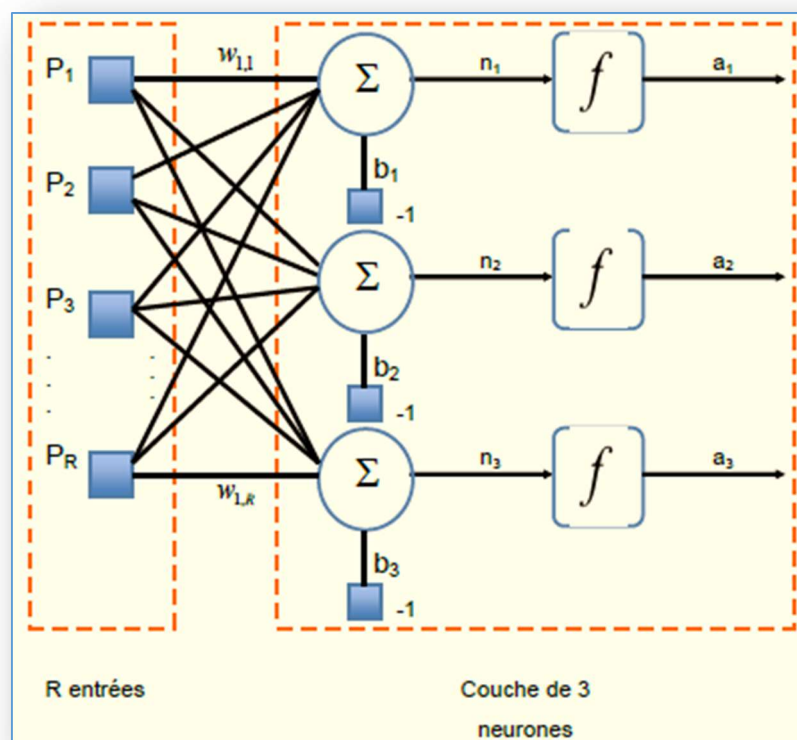 P₁
w₁,₁
Σ
n₁
f
a₁
b₁
-1
P₂
Σ
n₂
f
a₂
b₂
-1
P₃
. .
. .
. .
P_R
w₁,R
Σ
n₃
f
a₃
b₃
-1
R entrées
Couche de 3
neurones